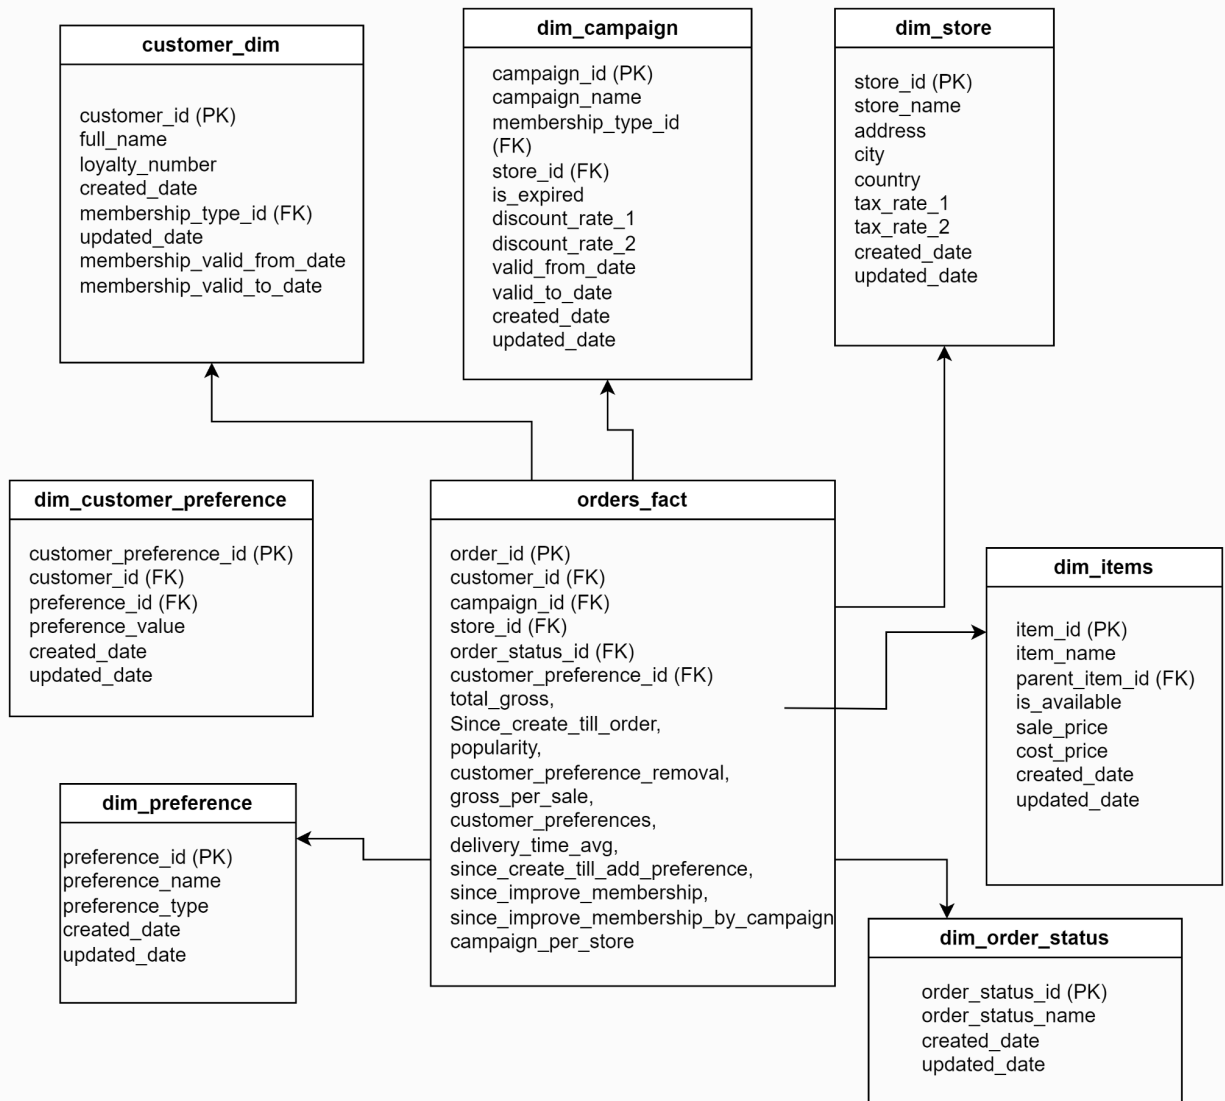 customer_dim
customer_id (PK)
full_name
loyalty_number
created_date
membership_type_id (FK)
updated_date
membership_valid_from_date
membership_valid_to_date
dim_campaign
campaign_id (PK)
campaign_name
membership_type_id
(FK)
store_id (FK)
is_expired
discount_rate_1
discount_rate_2
valid_from_date
valid_to_date
created_date
updated_date
dim_store
store_id (PK)
store_name
address
city
country
tax_rate_1
tax_rate_2
created_date
updated_date
dim_customer_preference
customer_preference_id (PK)
customer_id (FK)
preference_id (FK)
preference_value
created_date
updated_date
orders_fact
order_id (PK)
customer_id (FK)
campaign_id (FK)
store_id (FK)
order_status_id (FK)
customer_preference_id (FK)
total_gross,
Since_create_till_order,
popularity,
customer_preference_removal,
gross_per_sale,
customer_preferences,
delivery_time_avg,
since_create_till_add_preference,
since_improve_membership,
since_improve_membership_by_campaign
campaign_per_store
dim_items
item_id (PK)
item_name
parent_item_id (FK)
is_available
sale_price
cost_price
created_date
updated_date
dim_preference
preference_id (PK)
preference_name
preference_type
created_date
updated_date
dim_order_status
order_status_id (PK)
order_status_name
created_date
updated_date